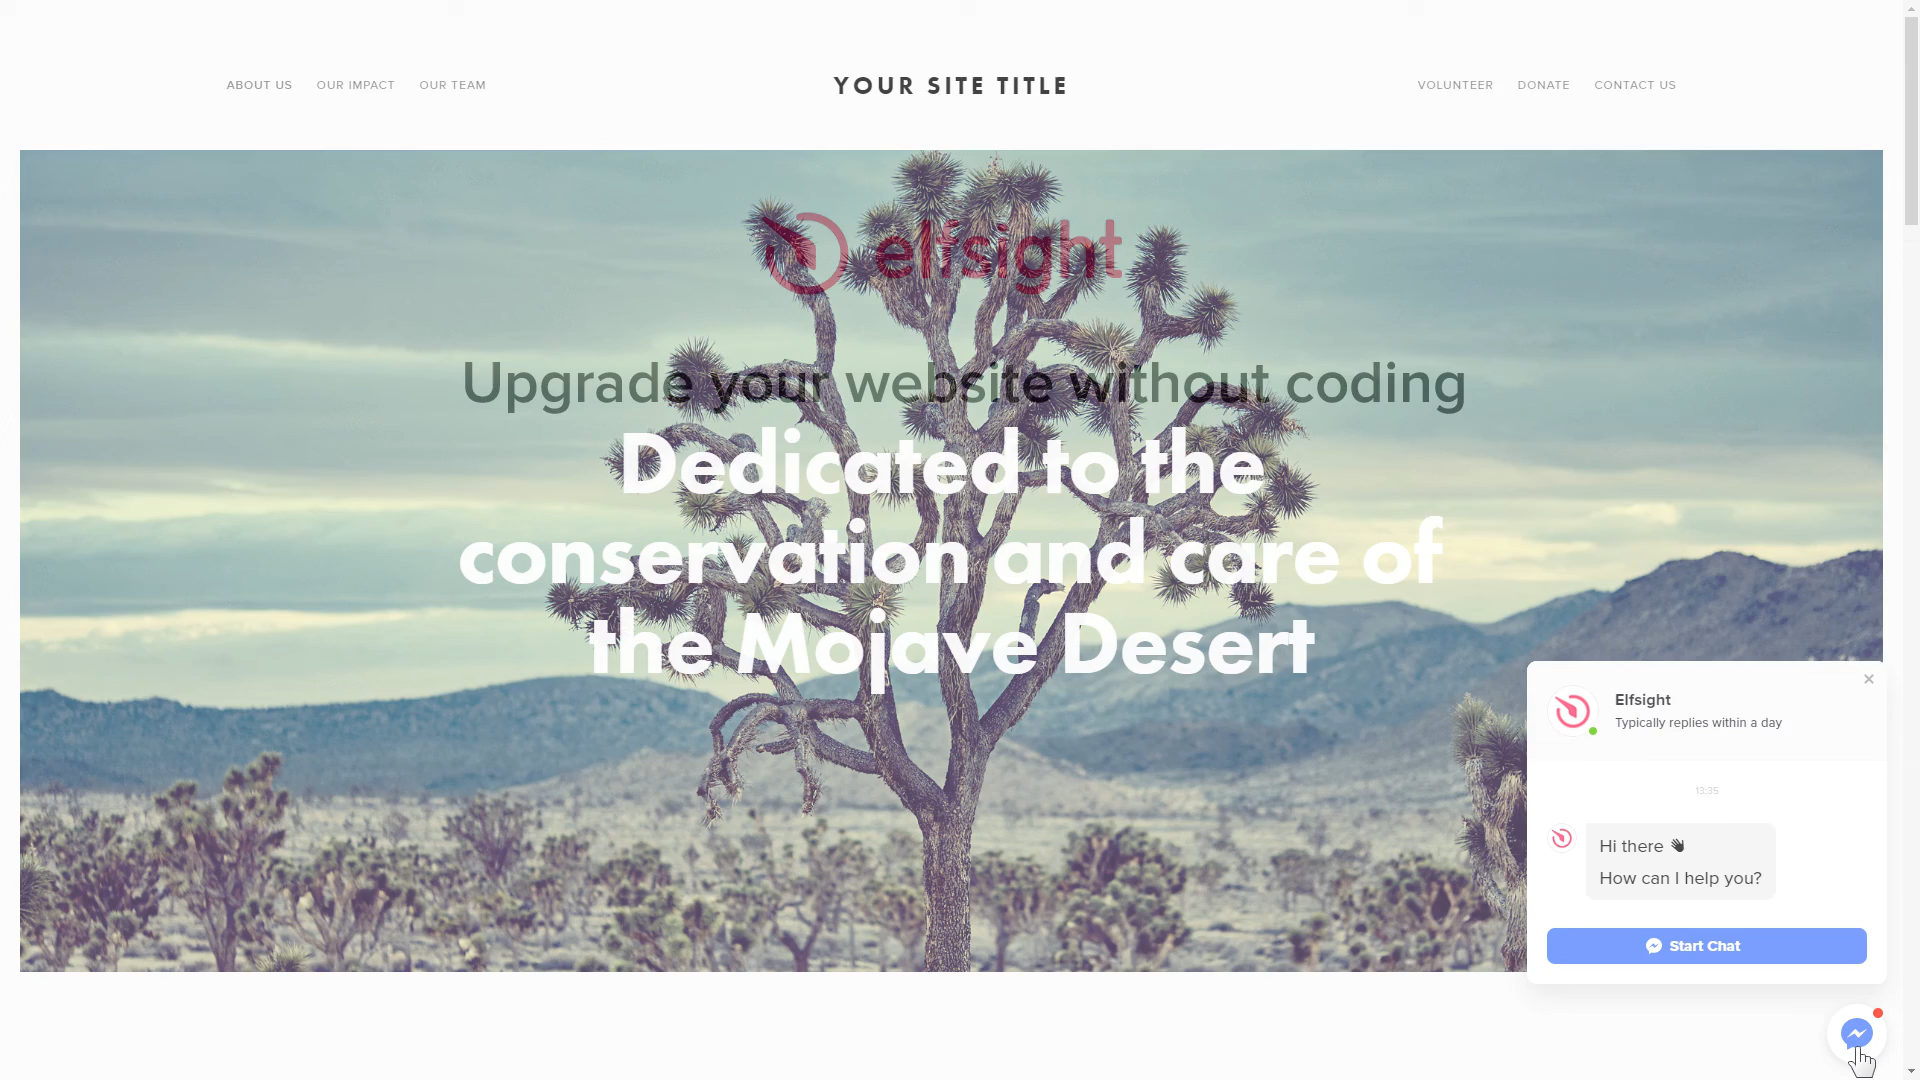 ABOUT US OUR IMPACT OUR TEAM YOUR SITE TITLE VOLUNTEER DONATE CONTACT US
elfsight
Upgrade your website without coding
Dedicated to the
conservation and care of
the Mojave Desert
Elfsight
Typically replies within a day
13:35
Hi there 👋
How can I help you?
Start Chat